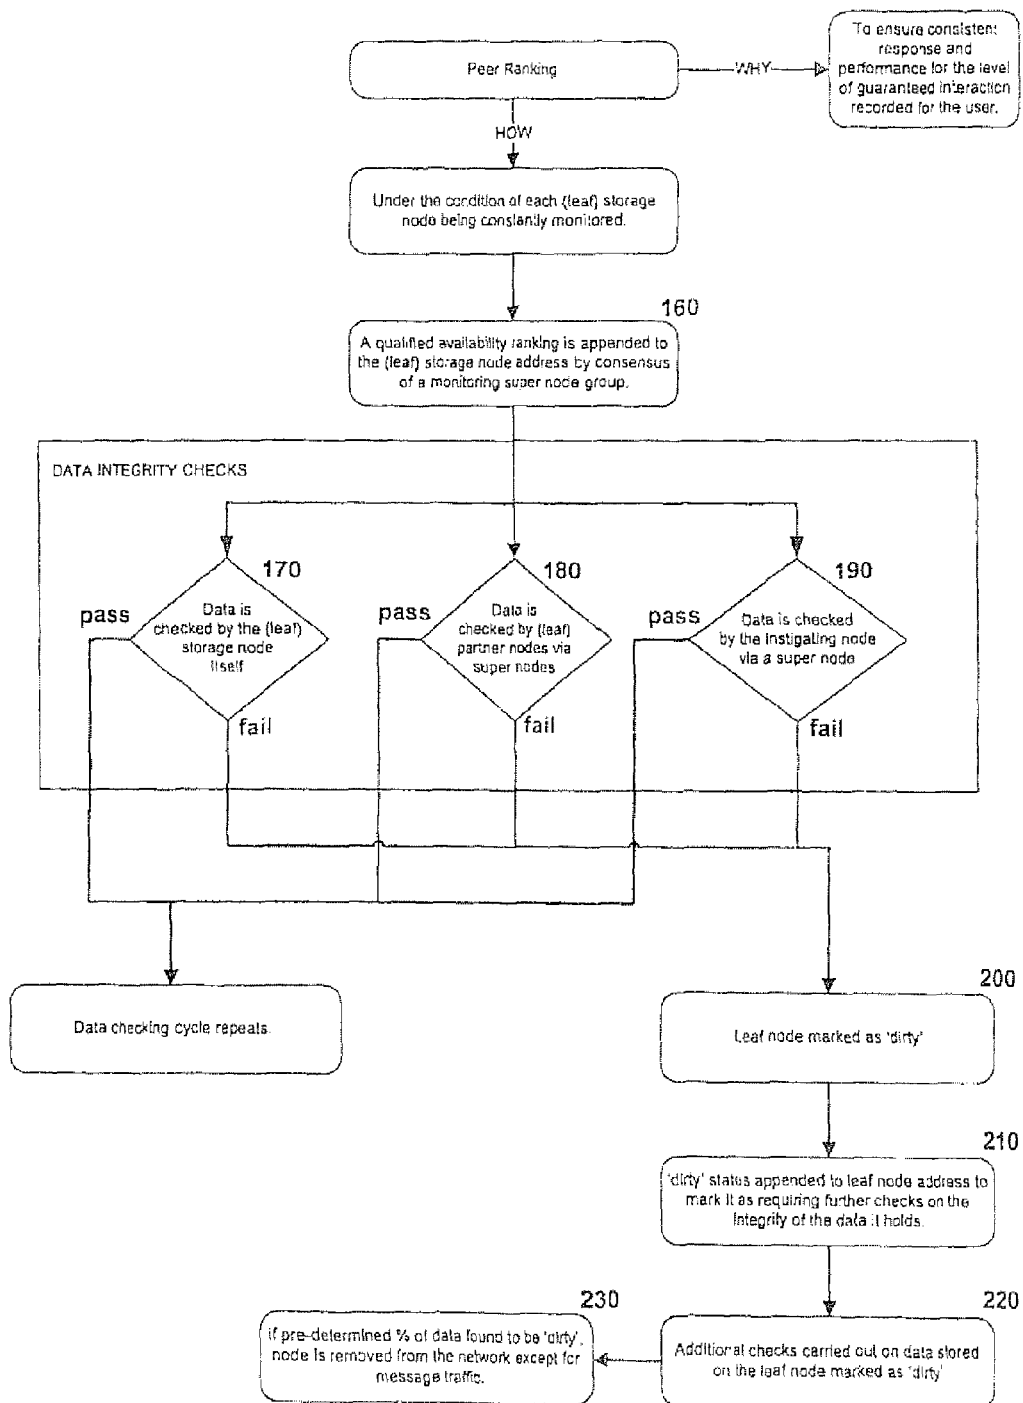 To ensure consistent
response and
performance for the level
of guaranteed interaction
recorded for the user.
Peer Ranking
WHY
HOW
Under the condition of each (leaf) storage
node being constantly monitored.
160
A qualified availability ranking is appended to
the (leaf) storage node address by consensus
of a monitoring super node group.
DATA INTEGRITY CHECKS
170
pass
Data is
checked by the (leaf)
storage node
itself
fail
180
pass
Data is
checked by (leaf)
partner nodes via
super nodes
fail
190
pass
Data is checked
by the instigating node
via a super node
fail
Data checking cycle repeats.
200
Leaf node marked as 'dirty'
210
'dirty' status appended to leaf node address to
mark it as requiring further checks on the
integrity of the data it holds.
220
Additional checks carried out on data stored
on the leaf node marked as 'dirty'
230
if pre-determined % of data found to be 'dirty',
node is removed from the network except for
message traffic.